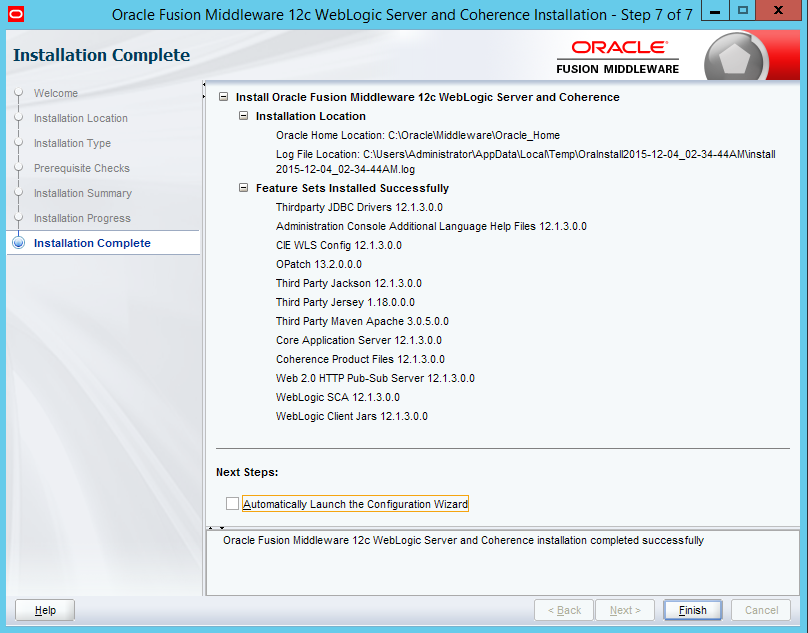 Oracle Fusion Middleware 12c WebLogic Server and Coherence Installation - Step 7 of 7
Installation Complete
ORACLE
FUSION MIDDLEWARE
Welcome
Installation Location
Installation Type
Prerequisite Checks
Installation Summary
Installation Progress
Installation Complete
Install Oracle Fusion Middleware 12c WebLogic Server and Coherence
Installation Location
Oracle Home Location: C:\Oracle\Middleware\Oracle_Home
Log File Location: C:\Users\Administrator\AppData\Local\Temp\OraInstall2015-12-04_02-34-44AM\install
2015-12-04_02-34-44AM.log
Feature Sets Installed Successfully
Thirdparty JDBC Drivers 12.1.3.0.0
Administration Console Additional Language Help Files 12.1.3.0.0
CIE WLS Config 12.1.3.0.0
OPatch 13.2.0.0.0
Third Party Jackson 12.1.3.0.0
Third Party Jersey 1.18.0.0.0
Third Party Maven Apache 3.0.5.0.0
Core Application Server 12.1.3.0.0
Coherence Product Files 12.1.3.0.0
Web 2.0 HTTP Pub-Sub Server 12.1.3.0.0
WebLogic SCA 12.1.3.0.0
WebLogic Client Jars 12.1.3.0.0
Next Steps:
Automatically Launch the Configuration Wizard
Oracle Fusion Middleware 12c WebLogic Server and Coherence installation completed successfully
Help
< Back
Next >
Finish
Cancel